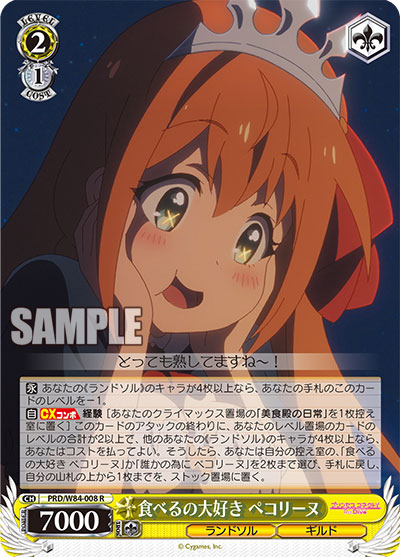 LEVEL
2
1
COST
SAMPLE
とっても熟してますね~!
永 あなたの《ランドソル》のキャラが4枚以上なら、あなたの手札のこのカー
ドのレベルを-1。
自 CXコンボ 経験 [あなたのクライマックス置場の「美食殿の日常」を1枚控え
室に置く] このカードのアタックの終わりに、あなたのレベル置場のカードの
レベルの合計が2以上で、他のあなたの《ランドソル》のキャラが4枚以上な
ら、あなたはコストを払ってよい。そうしたら、あなたは自分の控え室の、「食べる
の大好き ペコリーヌ」か「誰かの為に ペコリーヌ」を2枚まで選び、手札に戻し、
自分の山札の上から1枚を、ストック置場に置く。
CH PRD/W84-008 R
食べるの大好き ペコリーヌ
プリンセスコネクト!Re:Dive
POWER
7000
ランドソル
ギルド
© Cygames, Inc.